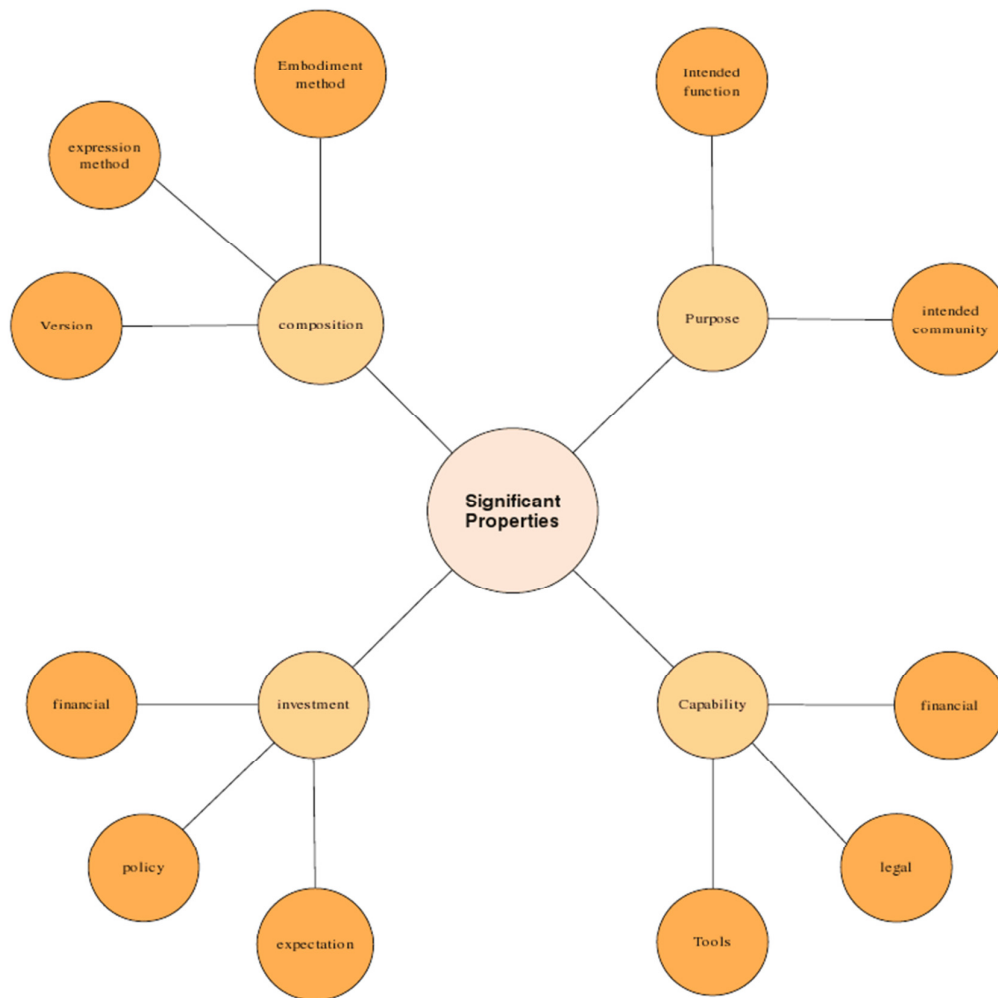 Embodiment
method
Intended
function
expression
method
Version
composition
Purpose
intended
community
Significant
Properties
financial
investment
Capability
financial
policy
legal
expectation
Tools